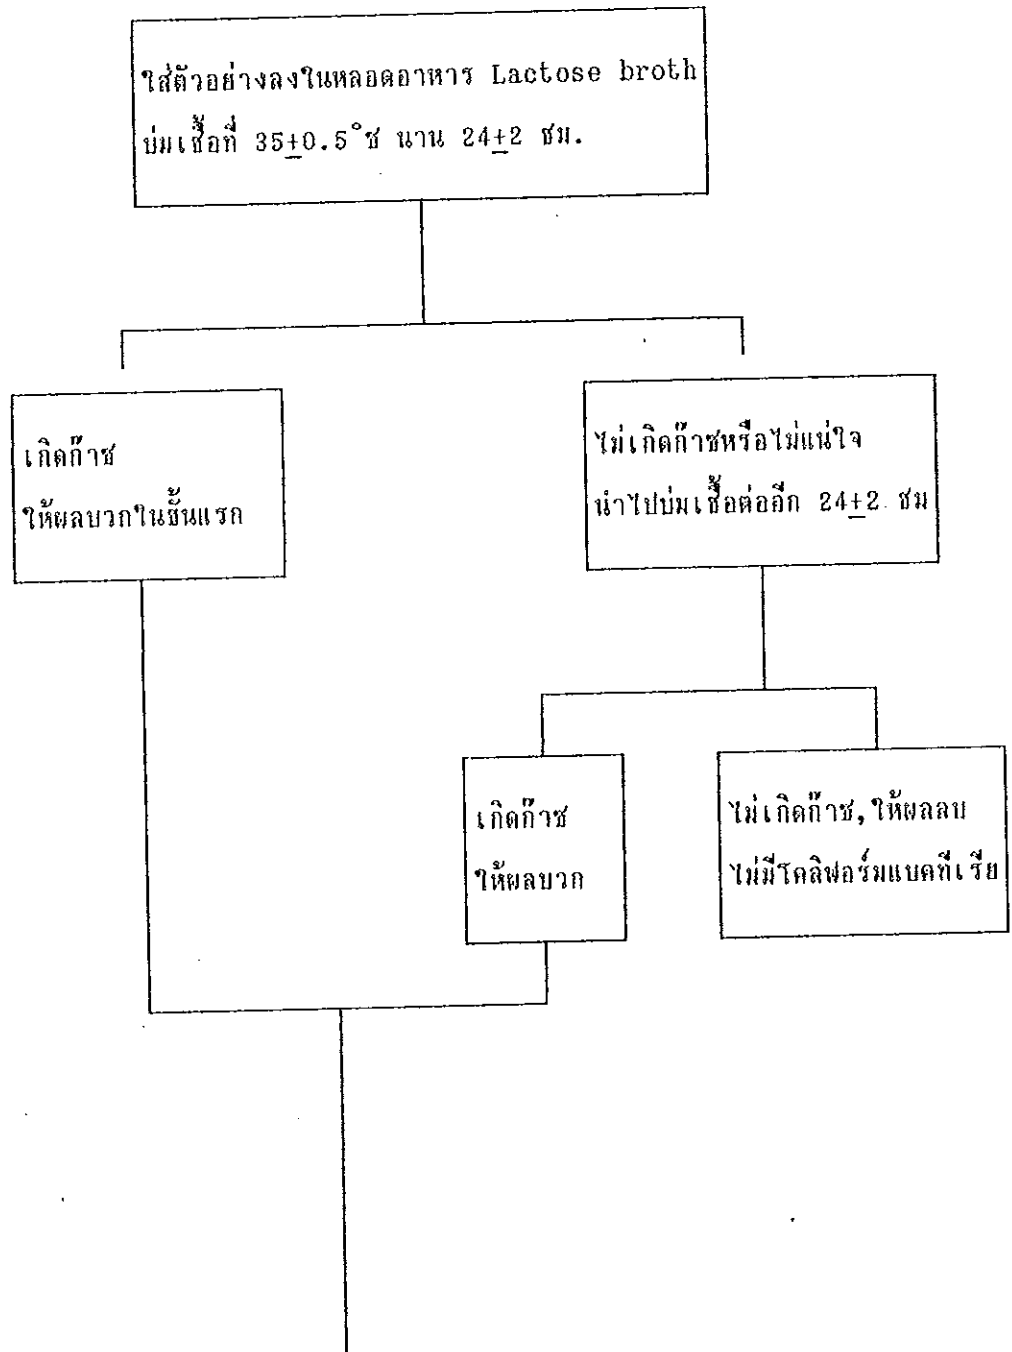 ใส่ตัวอย่างลงในหลอดอาหาร Lactose broth
บ่มเชื้อที่ 35±0.5°ซ นาน 24±2 ชม.
เกิดก๊าซ
ให้ผลบวกในขั้นแรก
ไม่เกิดก๊าซหรือไม่แน่ใจ
นำไปบ่มเชื้อต่ออีก 24±2 ชม
เกิดก๊าซ
ให้ผลบวก
ไม่เกิดก๊าซ,ให้ผลลบ
ไม่มีโคลิฟอร์มแบคทีเรีย